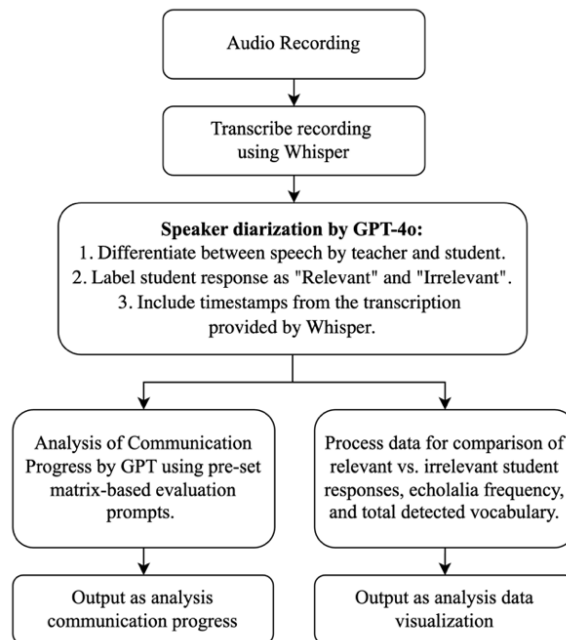 Audio Recording
Transcribe recording
using Whisper
Speaker diarization by GPT-4o:
1. Differentiate between speech by teacher and student.
2. Label student response as "Relevant" and "Irrelevant".
3. Include timestamps from the transcription
provided by Whisper.
Analysis of Communication
Progress by GPT using pre-set
matrix-based evaluation
prompts.
Process data for comparison of
relevant vs. irrelevant student
responses, echolalia frequency,
and total detected vocabulary.
Output as analysis
communication progress
Output as analysis data
visualization